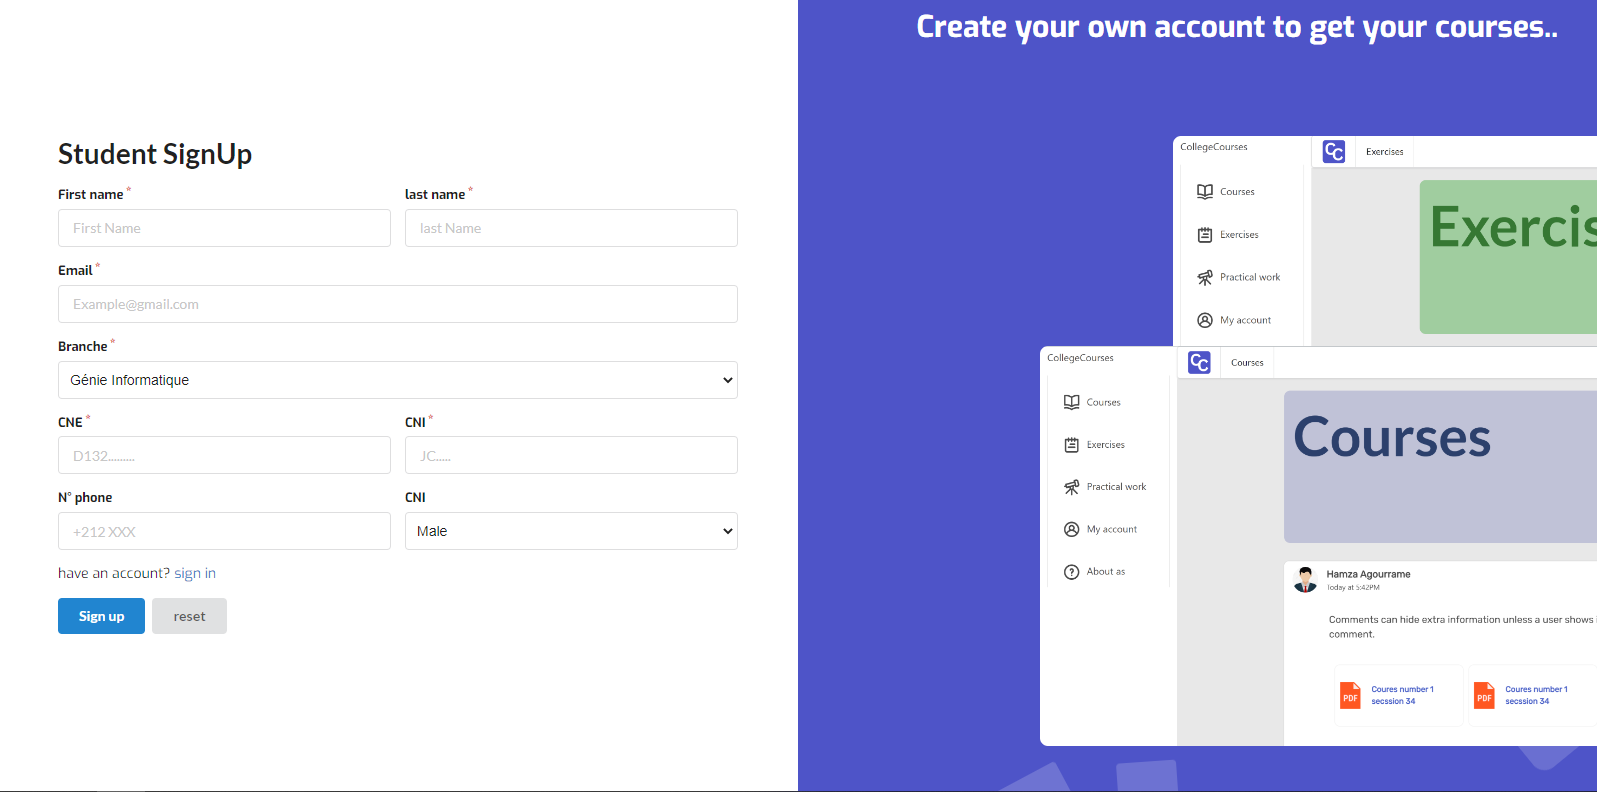 Create your own account to get your courses..
Student SignUp
First name *
last name *
First Name
last Name
Email *
Example@gmail.com
Branche *
Génie Informatique
CNE *
CNI *
D132.........
JC.....
N° phone
CNI
+212 XXX
Male
have an account? sign in
Sign up
reset
CollegeCourses
CC
Exercises
Courses
Exercises
Practical work
My account
Exercis
CollegeCourses
CC
Courses
Courses
Exercises
Practical work
My account
About as
Courses
Hamza Agourrame
Today at 5:42PM
Comments can hide extra information unless a user shows
comment.
PDF
Coures number 1
secssion 34
PDF
Coures number 1
secssion 34